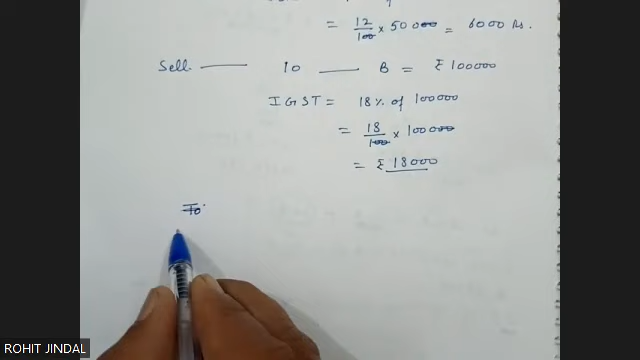 = 12/100 x 50000 = 6000 Rs.
Sell —— 10 —— B = ₹ 100000
IGST = 18% of 100000
= 18/100 x 100000
= ₹ 18000
ROHIT JINDAL